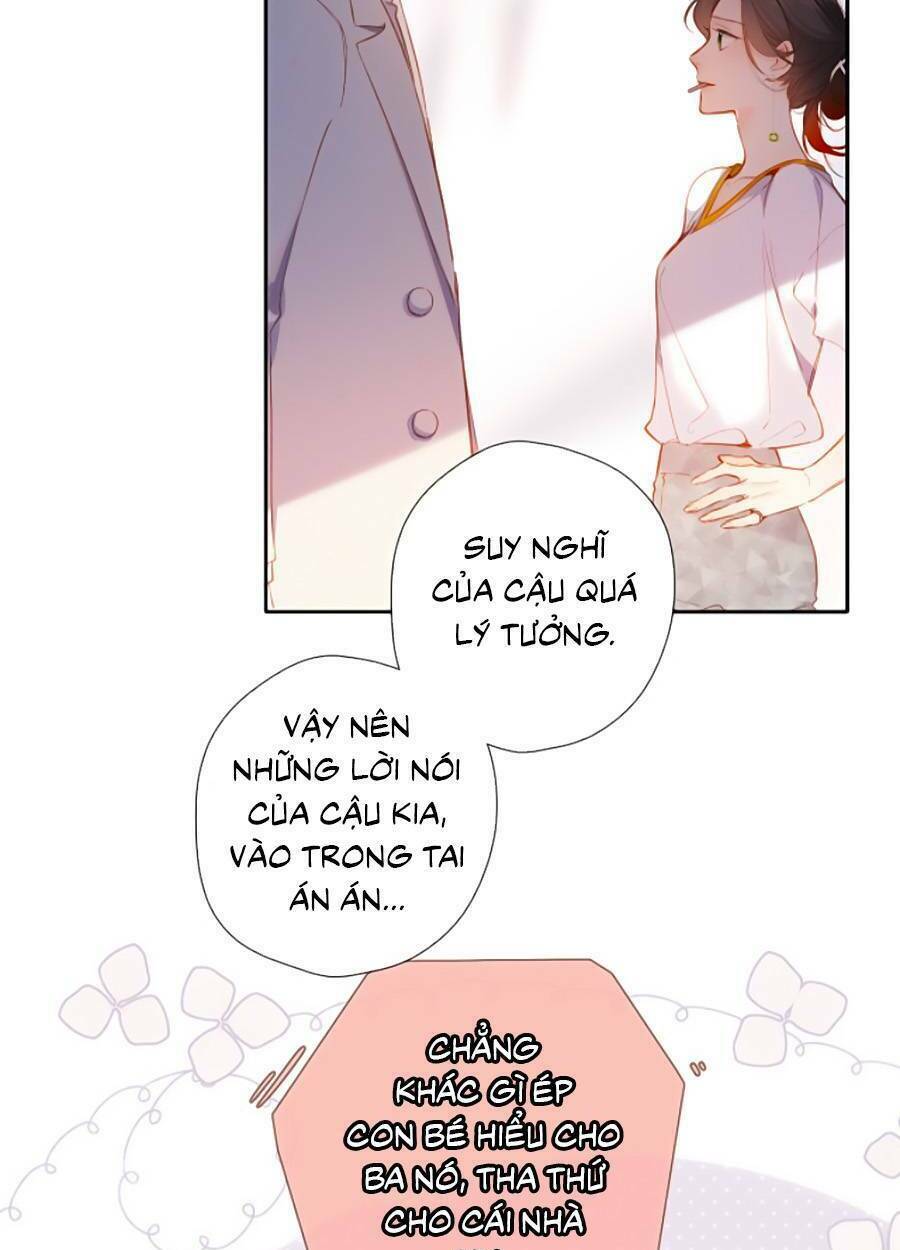 SUY NGHĨ
CỦA CẬU QUÁ
LÝ TƯỞNG.
VẬY NÊN
NHỮNG LỜI NÓI
CỦA CẬU KIA,
VÀO TRONG TAI
ÁN ÁN...
CHẲNG
KHÁC GÌ ÉP
CON BÉ HIỂU CHO
BA NÓ, THA THỨ
CHO CÁI NHÀ